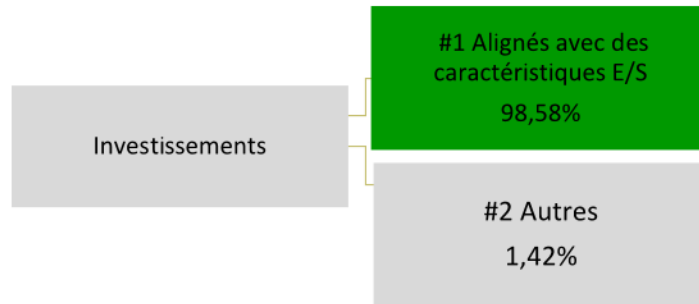 #1 Alignés avec des
caractéristiques E/S
98,58%
Investissements
#2 Autres
1,42%